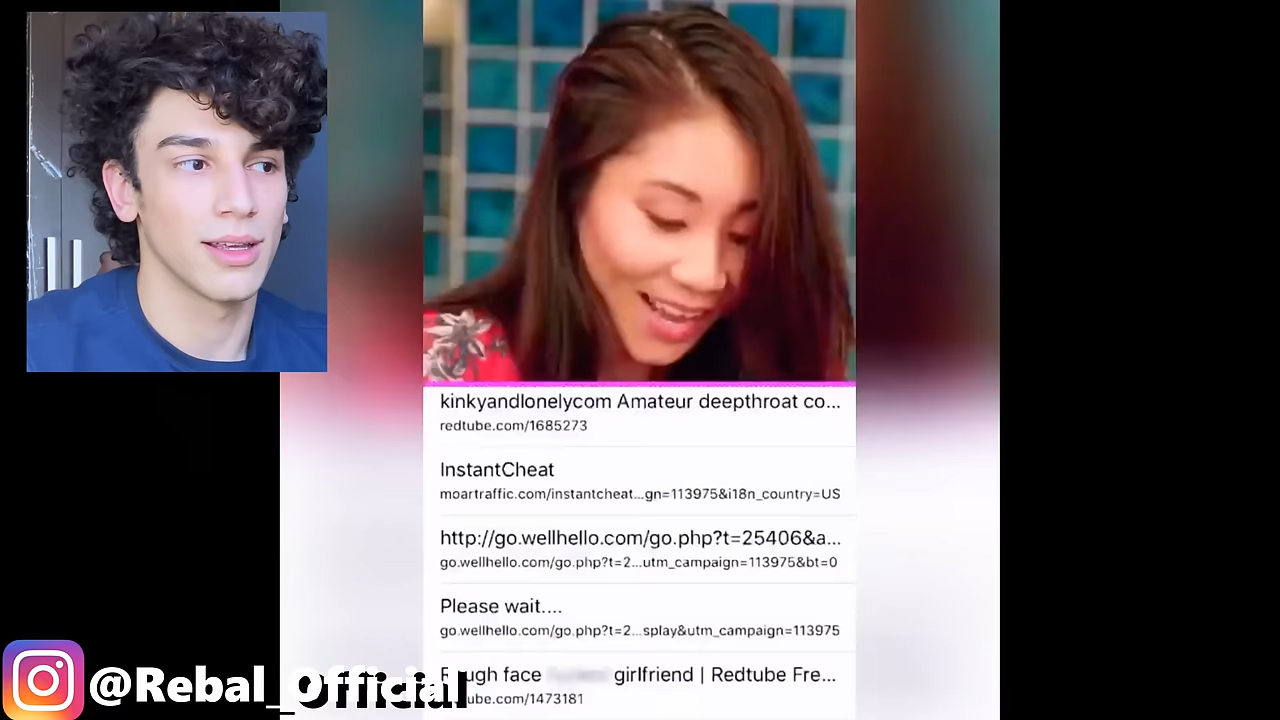 kinkyandlonelycom Amateur deepthroat co...
redtube.com/1685273
InstantCheat
moartraffic.com/instantcheat...gn=113975&i18n_country=US
http://go.wellhello.com/go.php?t=25406&a...
go.wellhello.com/go.php?t=2...utm_campaign=113975&bt=0
Please wait....
go.wellhello.com/go.php?t=2...splay&utm_campaign=113975
Rough face girlfriend | Redtube Fre...
ube.com/1473181
@Rebal_Official